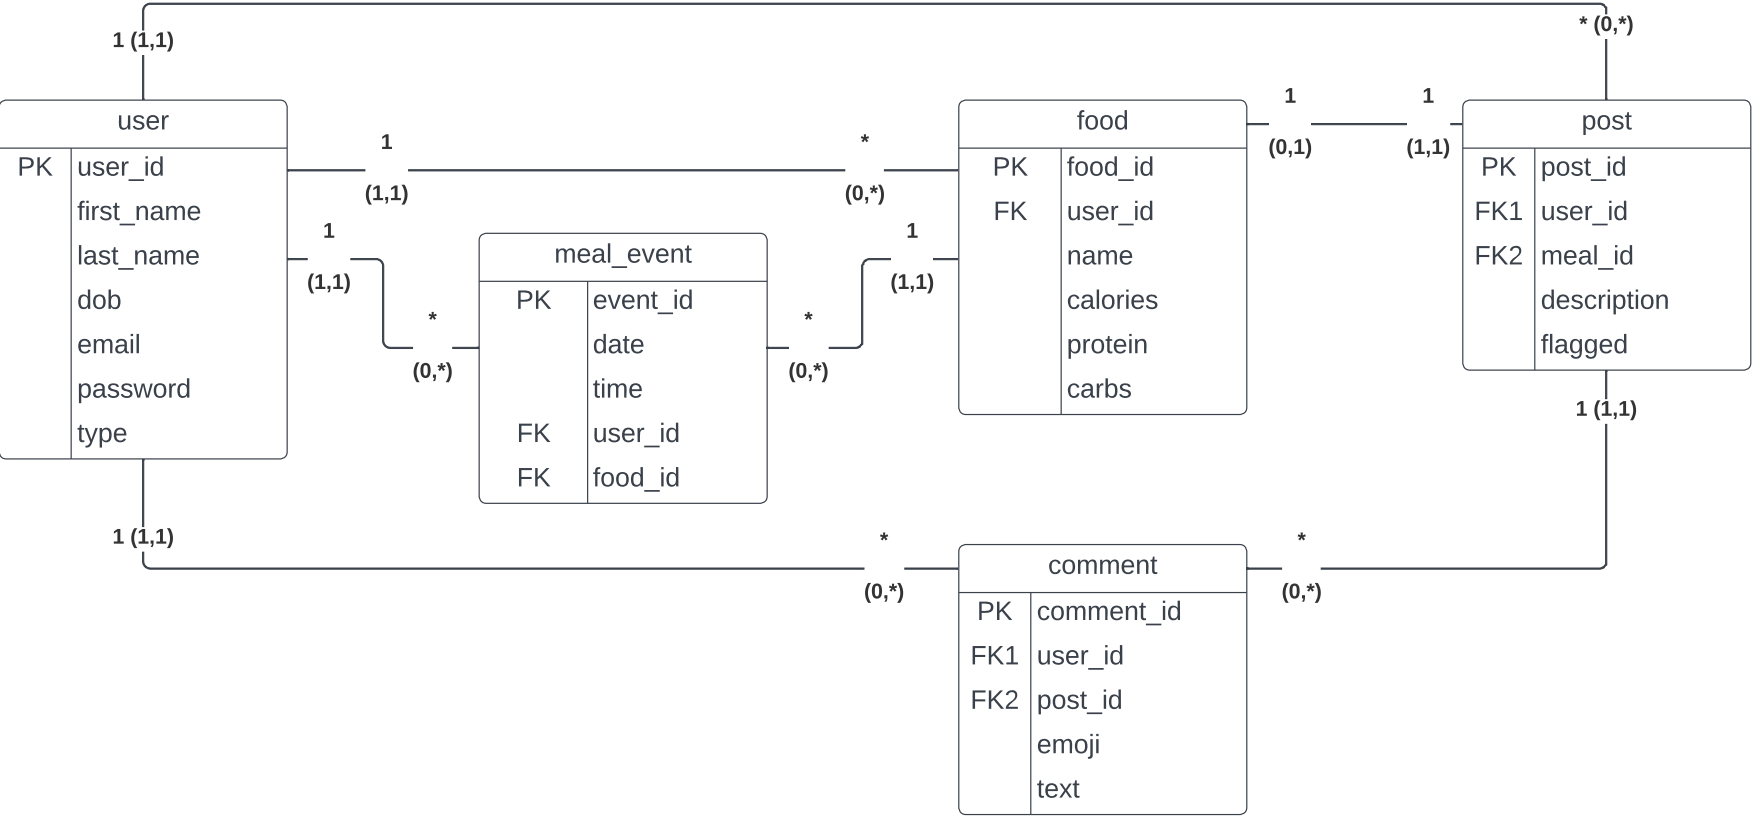 1 (1,1)
* (0,*)
user
PK user_id
first_name
last_name
dob
email
password
type
1
(1,1)
*
(0,*)
1
(1,1)
*
(0,*)
meal_event
PK event_id
date
time
FK user_id
FK food_id
*
(0,*)
1
(1,1)
food
PK food_id
FK user_id
name
calories
protein
carbs
1
(0,1)
1
(1,1)
post
PK post_id
FK1 user_id
FK2 meal_id
description
flagged
1 (1,1)
1 (1,1)
*
(0,*)
comment
PK comment_id
FK1 user_id
FK2 post_id
emoji
text
*
(0,*)